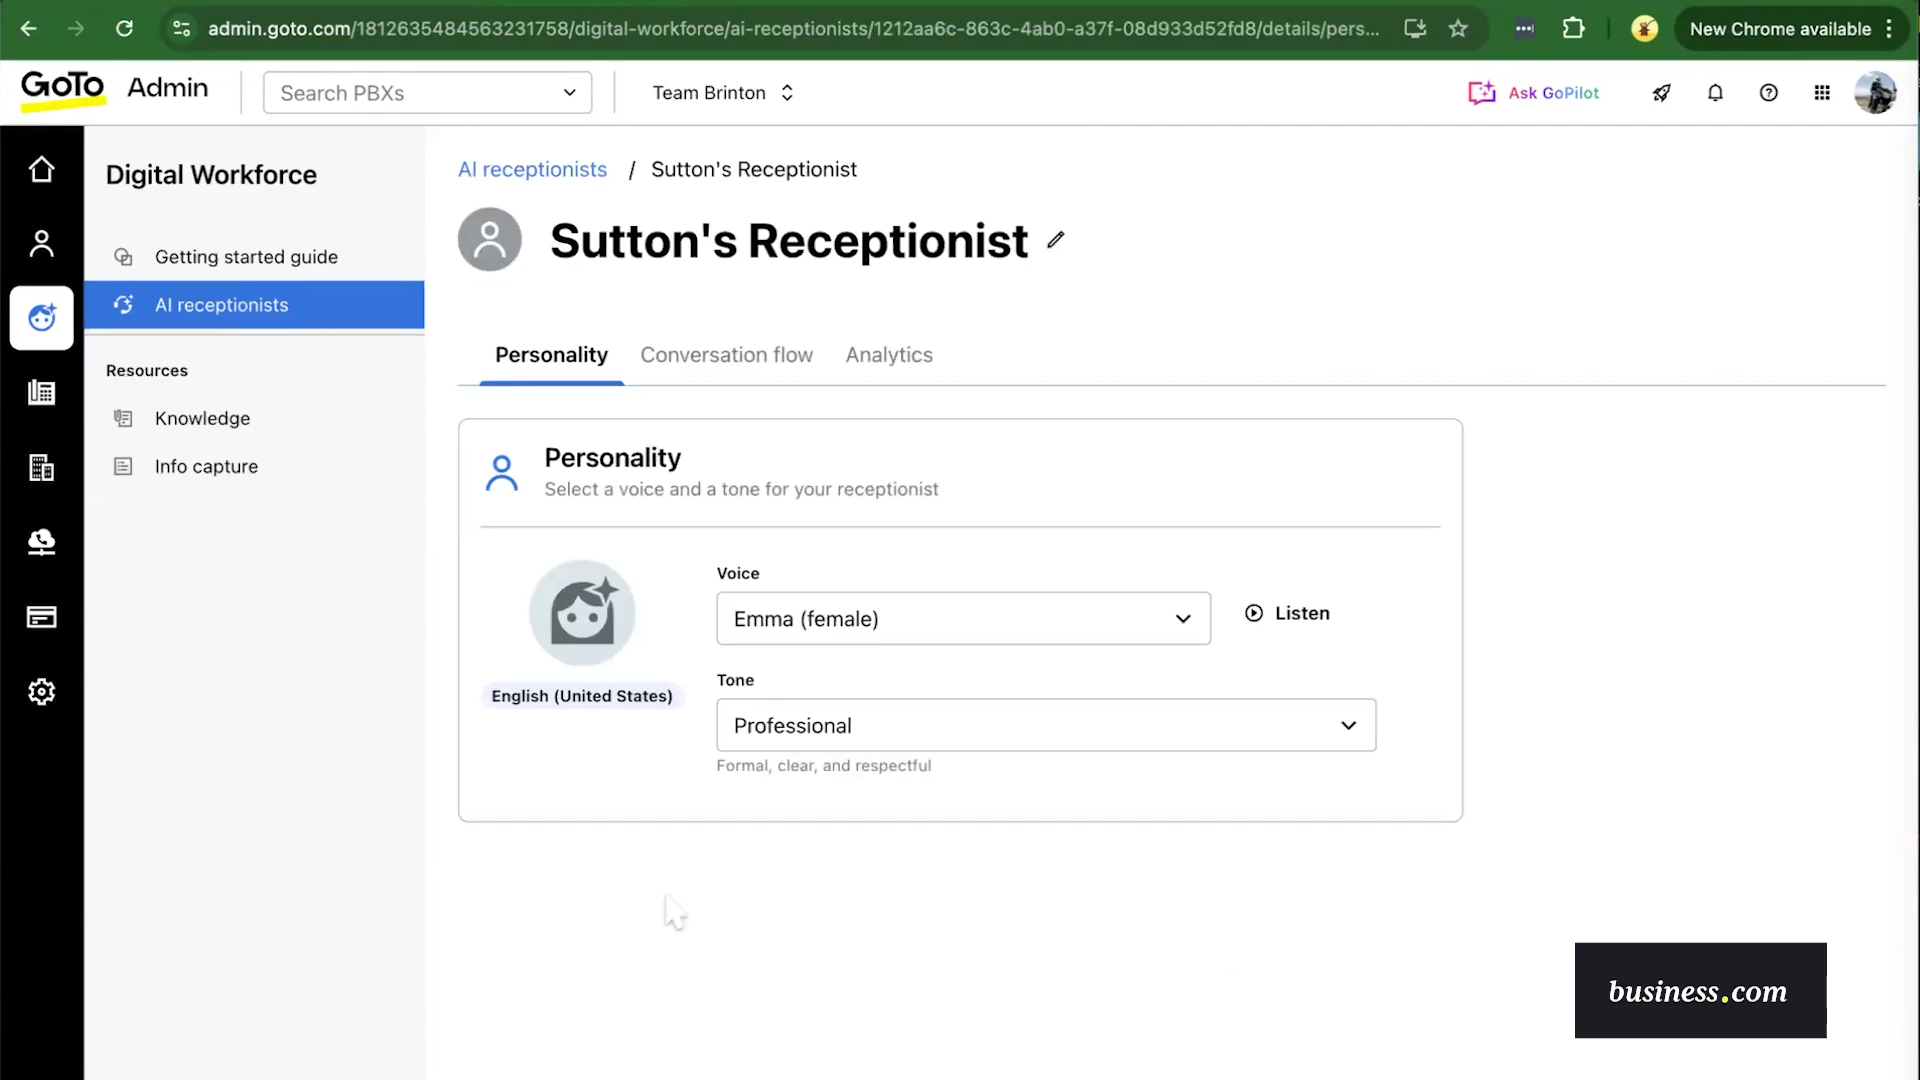 admin.goto.com/1812635484563231758/digital-workforce/ai-receptionists/1212aa6c-863c-4ab0-a37f-08d933d52fd8/details/pers...
New Chrome available
GoTo Admin
Search PBXs
Team Brinton
Ask GoPilot
Digital Workforce
Getting started guide
AI receptionists
Resources
Knowledge
Info capture
AI receptionists / Sutton's Receptionist
Sutton's Receptionist
Personality
Conversation flow
Analytics
Personality
Select a voice and a tone for your receptionist
English (United States)
Voice
Emma (female)
Listen
Tone
Professional
Formal, clear, and respectful
business.com